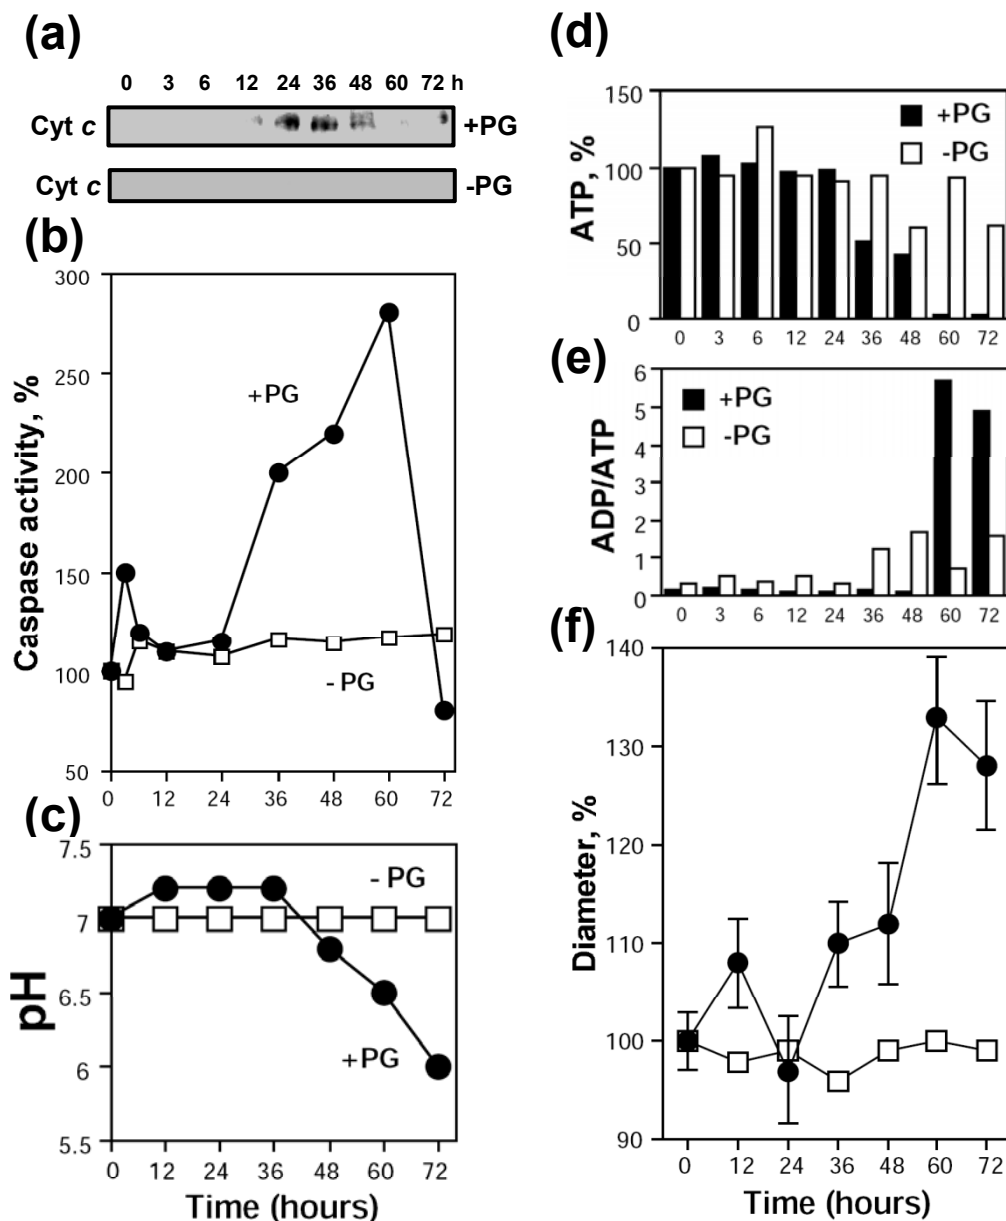 (a)
0 3 6 12 24 36 48 60 72 h
Cyt c +PG
Cyt c -PG
(b)
300
250
200
150
100
50
Caspase activity, %
+PG
- PG
0 12 24 36 48 60 72
(c)
7.5
7
6.5
6
5.5
pH
- PG
+PG
0 12 24 36 48 60 72
Time (hours)
(d)
150
100
50
0
ATP, %
+PG
-PG
0 3 6 12 24 36 48 60 72
(e)
6
5
4
3
2
1
0
ADP/ATP
+PG
-PG
0 3 6 12 24 36 48 60 72
(f)
140
130
120
110
100
90
Diameter, %
0 12 24 36 48 60 72
Time (hours)